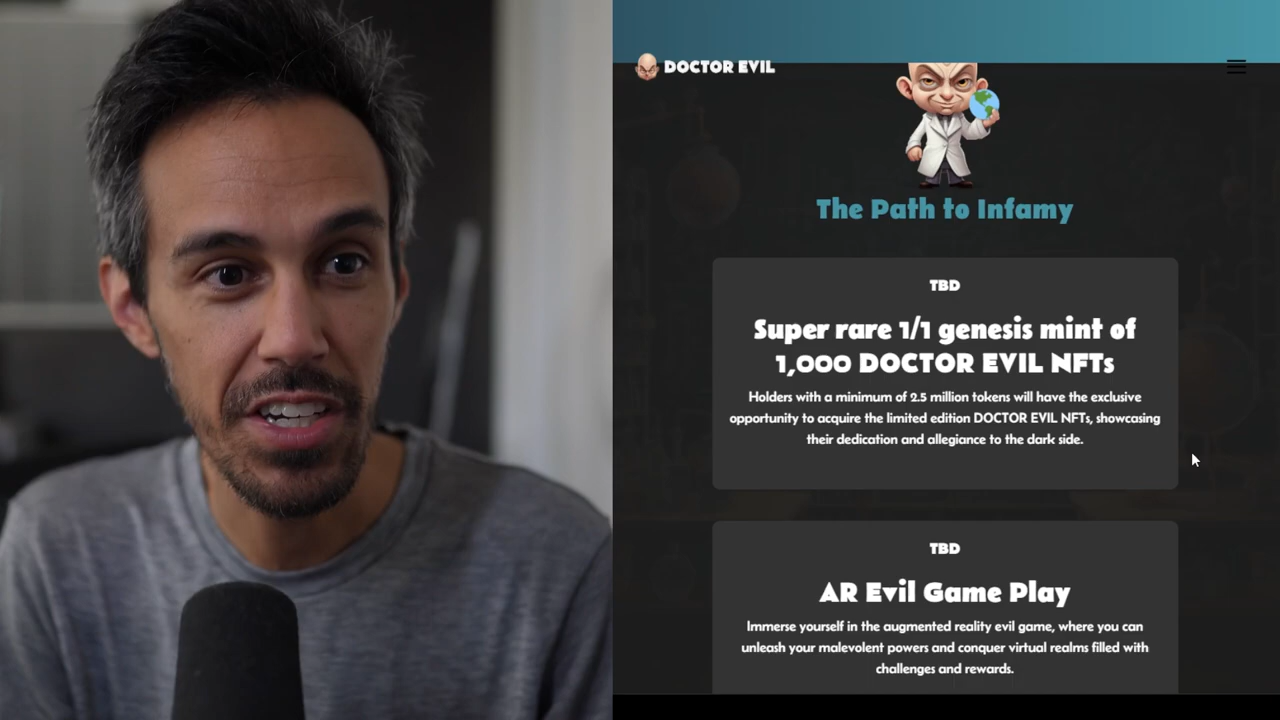 DOCTOR EVIL
The Path to Infamy
TBD
Super rare 1/1 genesis mint of
1,000 DOCTOR EVIL NFTs
Holders with a minimum of 2.5 million tokens will have the exclusive
opportunity to acquire the limited edition DOCTOR EVIL NFTs, showcasing
their dedication and allegiance to the dark side.
TBD
AR Evil Game Play
Immerse yourself in the augmented reality evil game, where you can
unleash your malevolent powers and conquer virtual realms filled with
challenges and rewards.